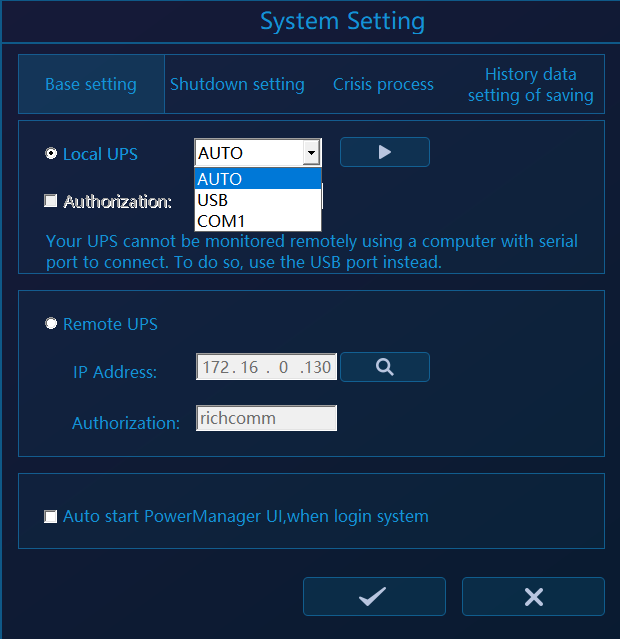 System Setting
Base setting
Shutdown setting
Crisis process
History data
setting of saving
Local UPS
AUTO
AUTO
USB
COM1
Authorization:
Your UPS cannot be monitored remotely using a computer with serial
port to connect. To do so, use the USB port instead.
Remote UPS
IP Address:
172 . 16 . 0 .130
Authorization:
richcomm
Auto start PowerManager UI,when login system